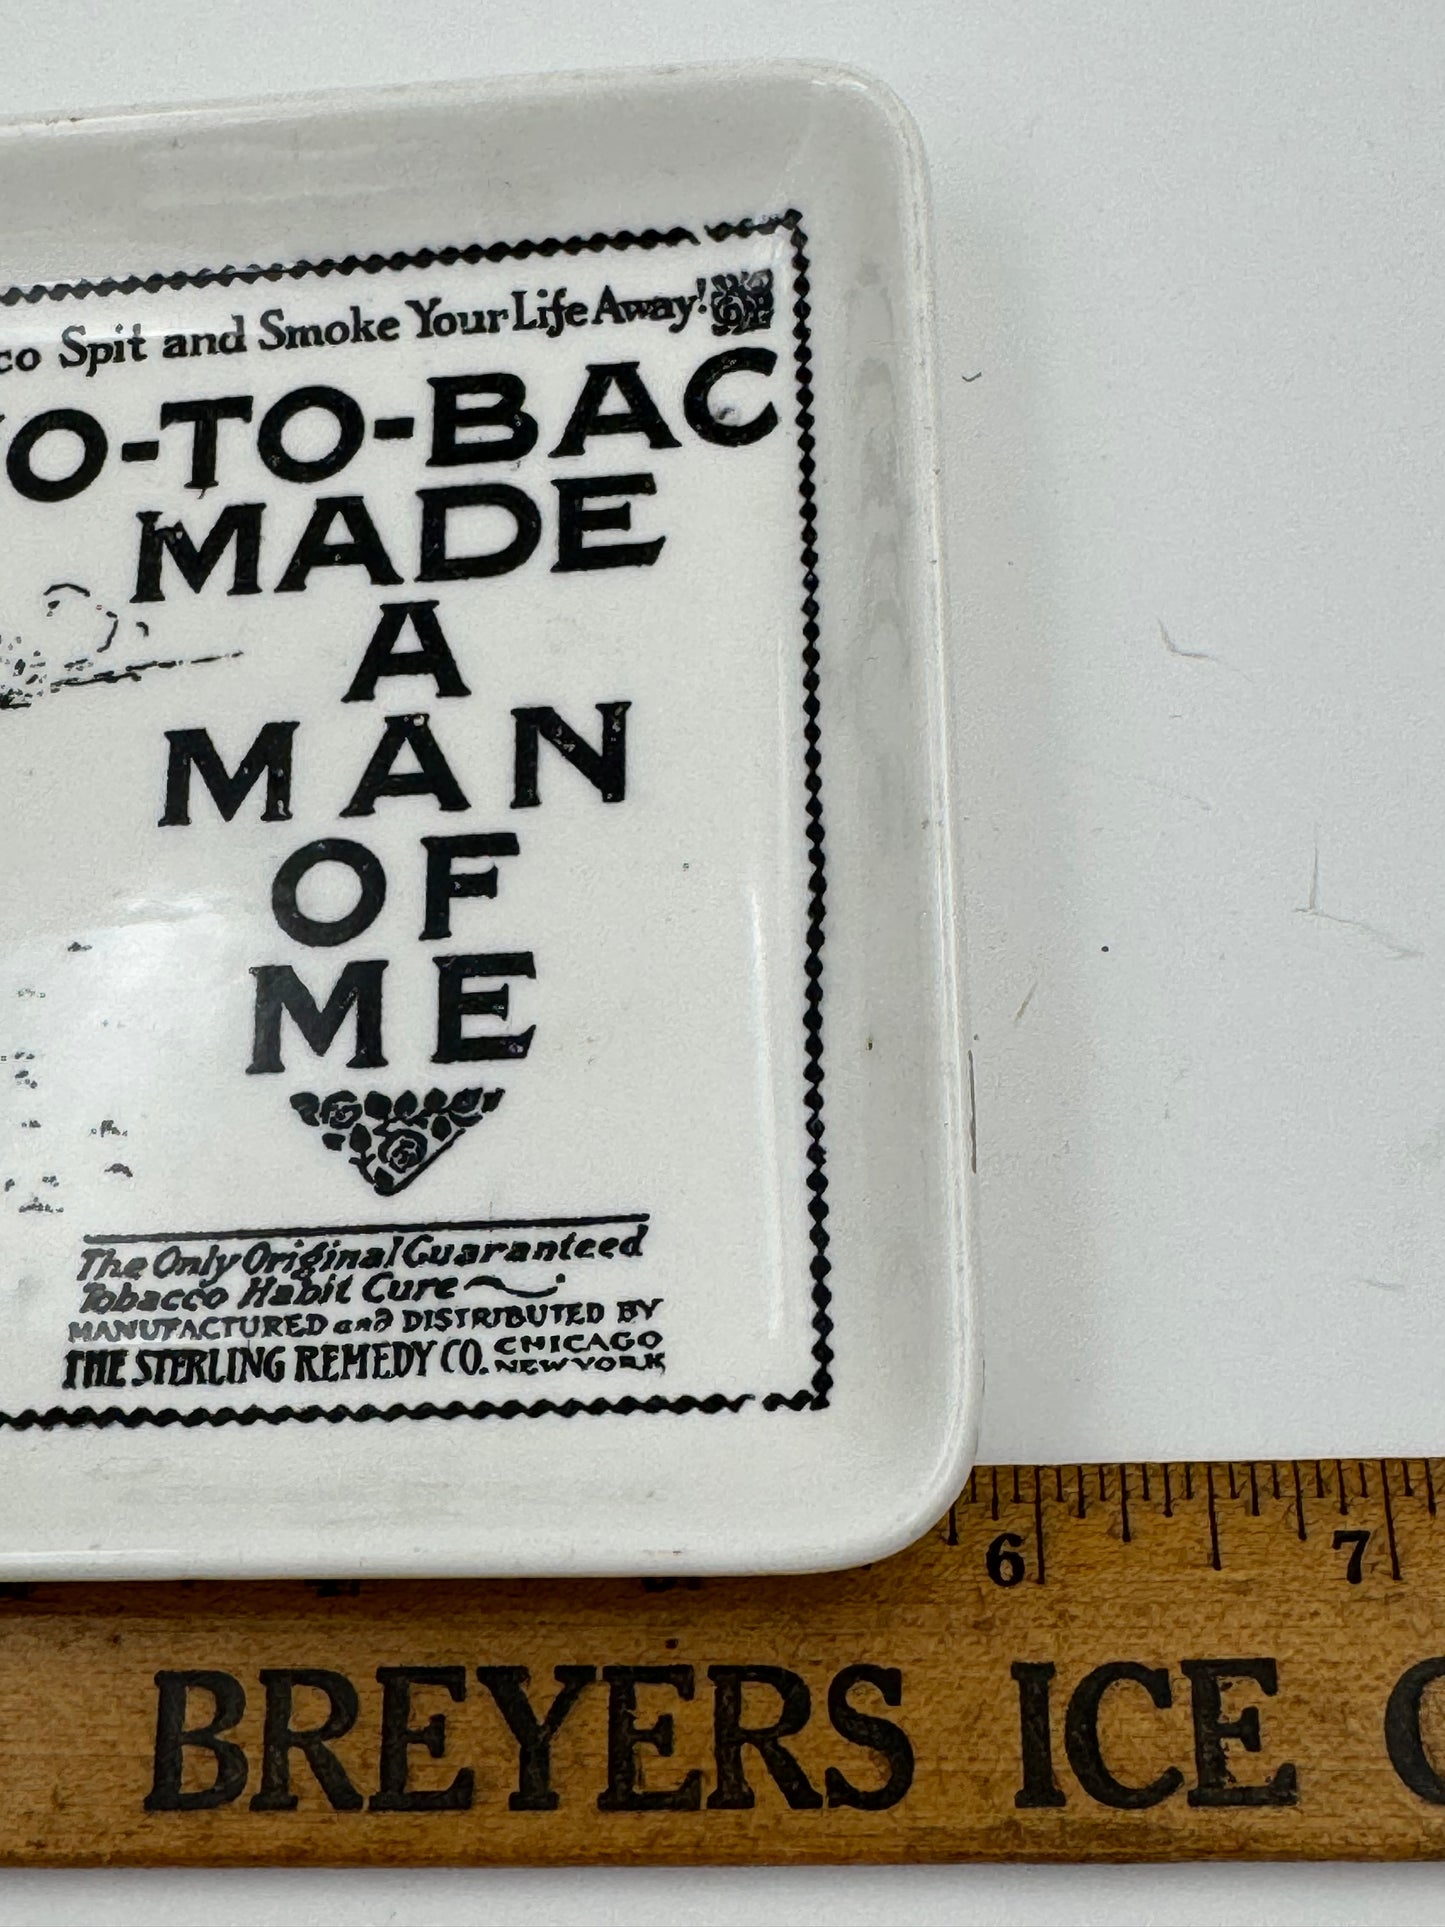 co Spit and Smoke Your Life Away!
O-TO-BAC
MADE
A
MAN
OF
ME
The Only Original Guaranteed
Tobacco Habit Cure
MANUFACTURED and DISTRIBUTED BY
THE STERLING REMEDY CO. CHICAGO
NEW YORK
6 7
BREYERS ICE C